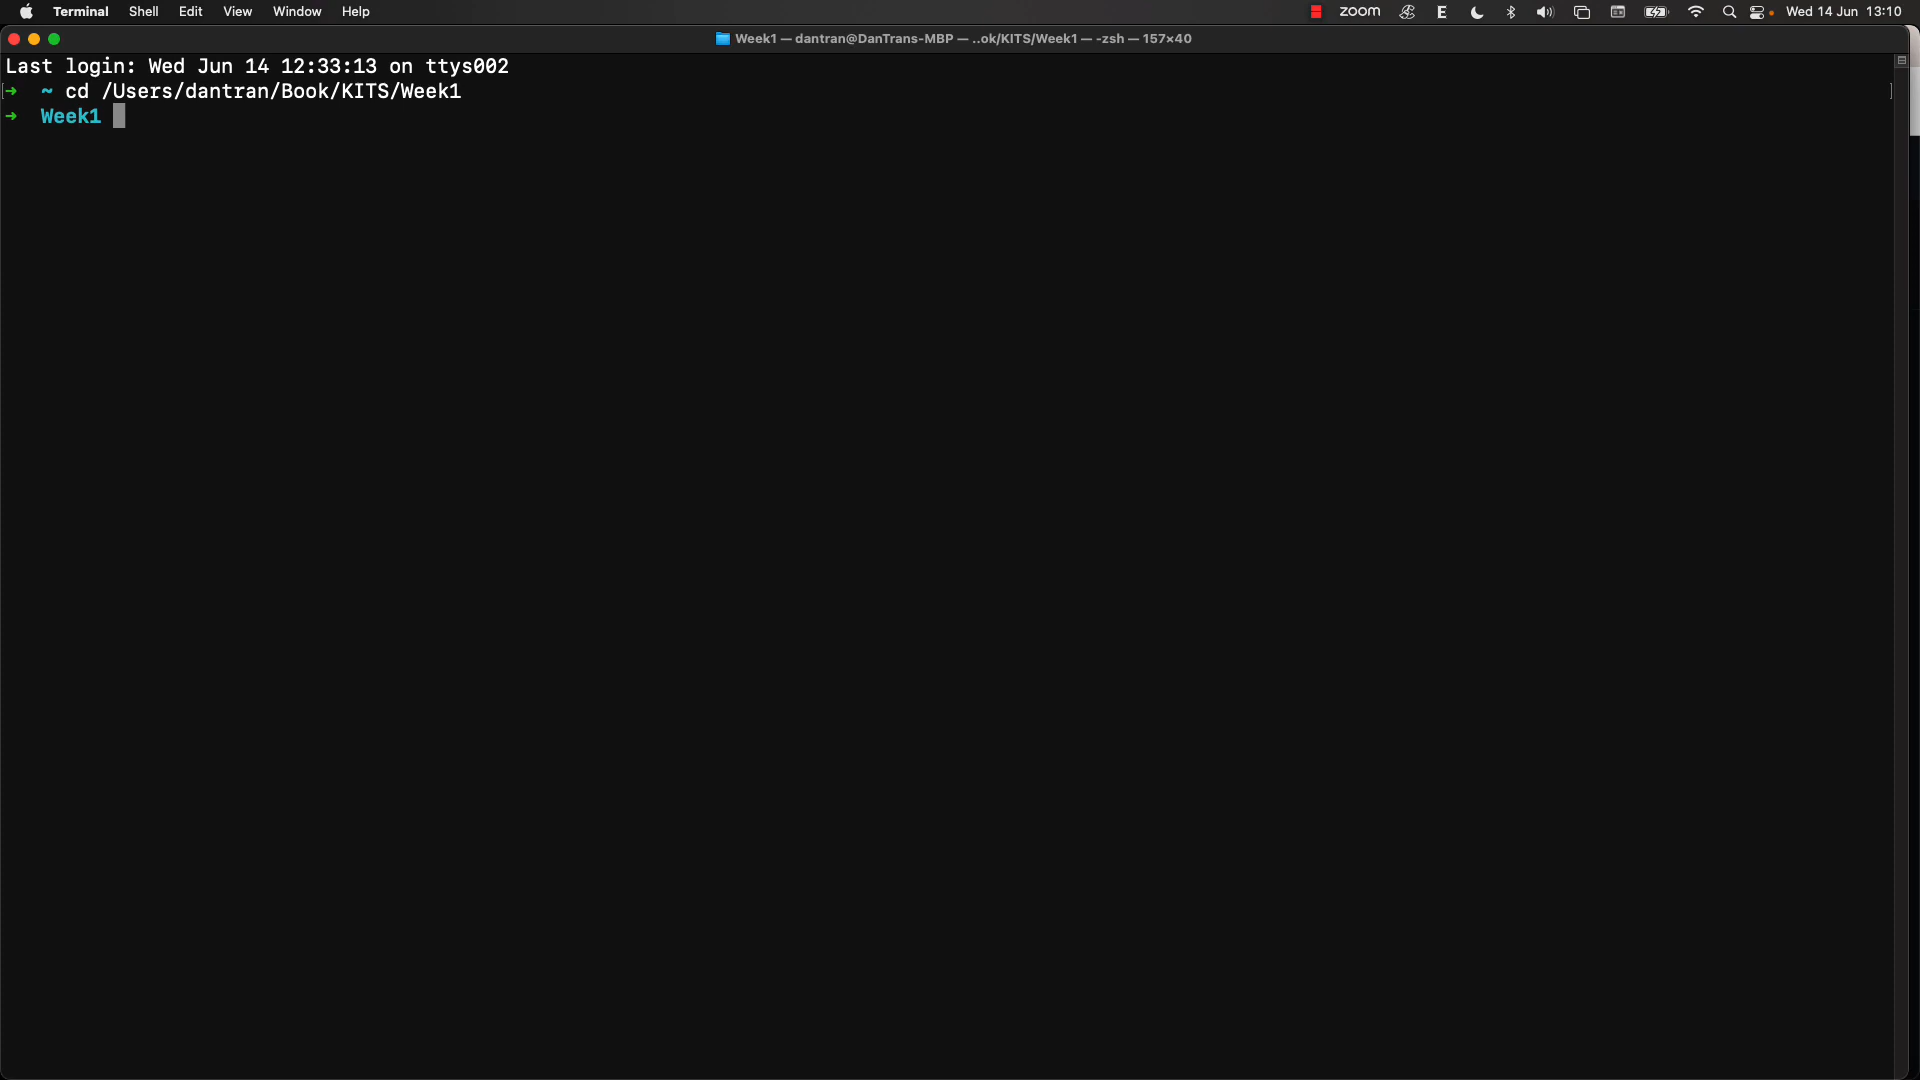 Terminal Shell Edit View Window Help zoom E Wed 14 Jun 13:10
Week1 — dantran@DanTrans-MBP — ..ok/KITS/Week1 — -zsh — 157×40
Last login: Wed Jun 14 12:33:13 on ttys002
[➜ ~ cd /Users/dantran/Book/KITS/Week1 ]
➜ Week1